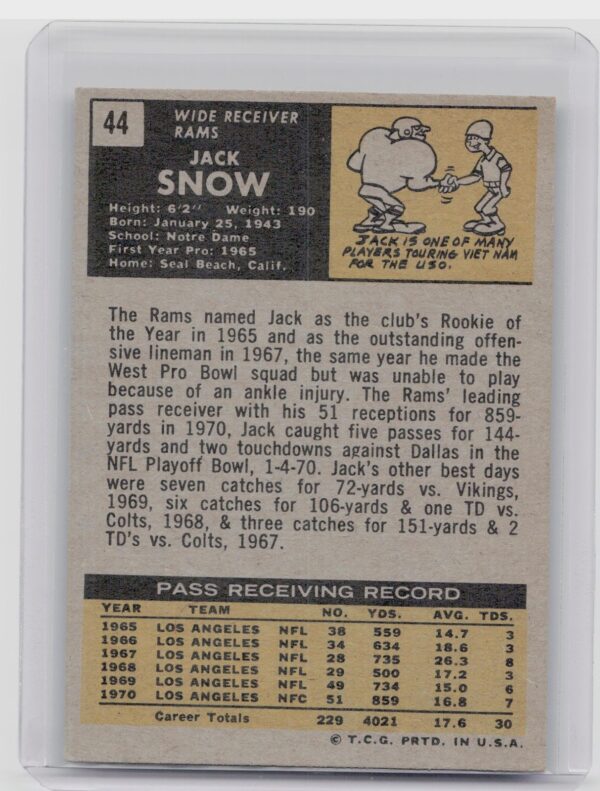 44
WIDE RECEIVER
RAMS
JACK
SNOW
Height: 6'2" Weight: 190
Born: January 25, 1943
School: Notre Dame
First Year Pro: 1965
Home: Seal Beach, Calif.
JACK IS ONE OF MANY
PLAYERS TOURING VIET NAM
FOR THE USO.
The Rams named Jack as the club's Rookie of
the Year in 1965 and as the outstanding offen-
sive lineman in 1967, the same year he made the
West Pro Bowl squad but was unable to play
because of an ankle injury. The Rams' leading
pass receiver with his 51 receptions for 859-
yards in 1970, Jack caught five passes for 144-
yards and two touchdowns against Dallas in the
NFL Playoff Bowl, 1-4-70. Jack's other best days
were seven catches for 72-yards vs. Vikings,
1969, six catches for 106-yards & one TD vs.
Colts, 1968, & three catches for 151-yards & 2
TD's vs. Colts, 1967.
PASS RECEIVING RECORD
YEAR TEAM NO. YDS. AVG. TDS.
1965 LOS ANGELES NFL 38 559 14.7 3
1966 LOS ANGELES NFL 34 634 18.6 3
1967 LOS ANGELES NFL 28 735 26.3 8
1968 LOS ANGELES NFL 29 500 17.2 3
1969 LOS ANGELES NFL 49 734 15.0 6
1970 LOS ANGELES NFC 51 859 16.8 7
Career Totals 229 4021 17.6 30
© T.C.G. PRTD. IN U.S.A.